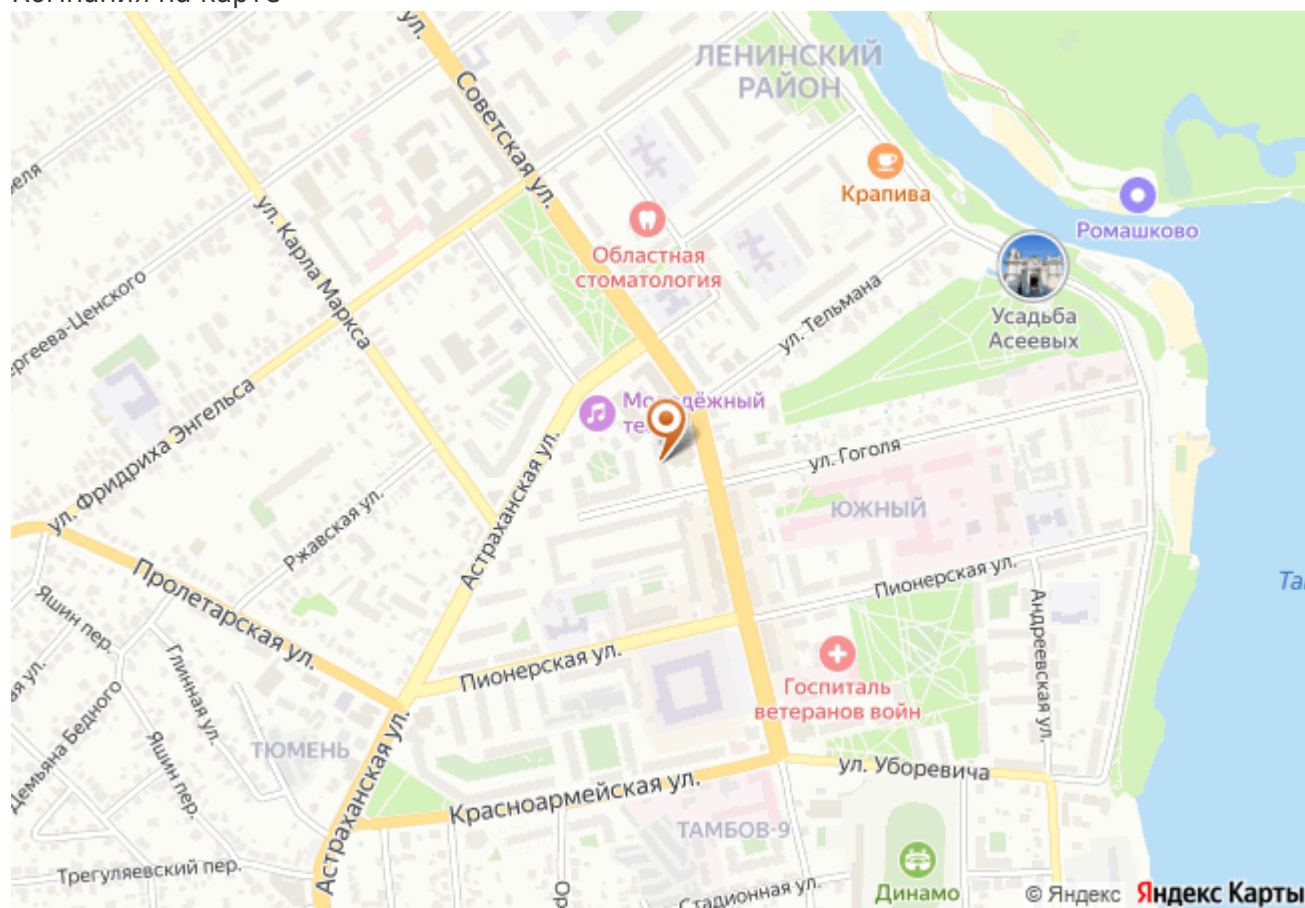 ул.
Советская ул.
ЛЕНИНСКИЙ
РАЙОН
Крапива
Ромашково
Областная
стоматология
ул. Карла Маркса
Усадьба
Асеевых
ул. Тельмана
ул. Фридриха Энгельса
Молодёжный
Астраханская ул.
ул. Гоголя
ЮЖНЫЙ
Ржавская ул.
Пролетарская ул.
Пионерская ул.
Андреевская ул.
Яшин пер.
Глинная ул.
Пионерская ул.
Госпиталь
ветеранов войн
Демьяна Бедного
Яшин пер.
ТЮМЕНЬ
Астраханская ул.
ул. Уборевича
Красноармейская ул.
ТАМБОВ-9
Трегуляевский пер.
Стадионная ул.
Динамо
© Яндекс Яндекс Карты